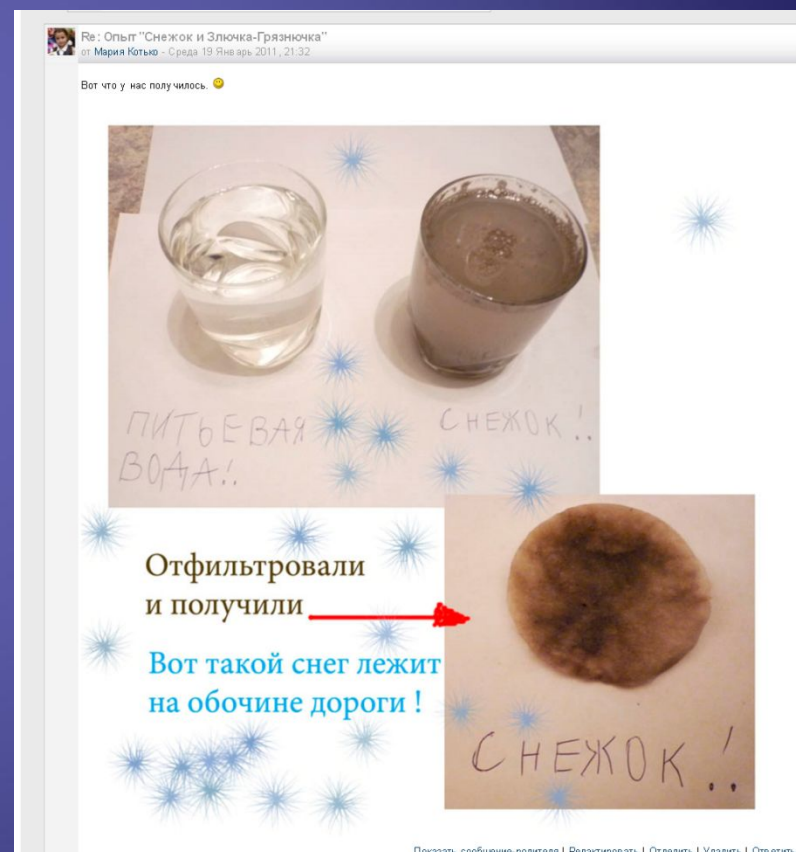 Re: Опыт "Снежок и Злючка-Грязнючка"
от Мария Котько - Среда 19 Январь 2011, 21:32
Вот что у нас получилось.
ПИТЬЕВАЯ
ВОДА!.
СНЕЖОК!.
Отфильтровали
и получили
Вот такой снег лежит
на обочине дороги !
СНЕЖОК!.
Показать сообщение-родителя | Редактировать | Отделить | Удалить | Ответить